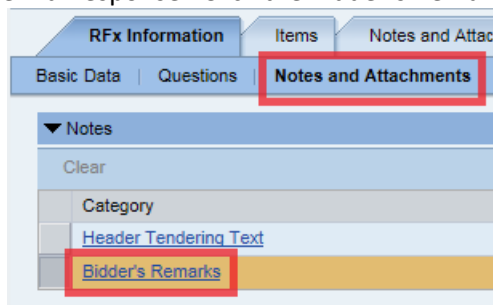 RFx Information Items Notes and Attac
Basic Data | Questions | Notes and Attachments
Notes
Clear
Category
Header Tendering Text
Bidder's Remarks